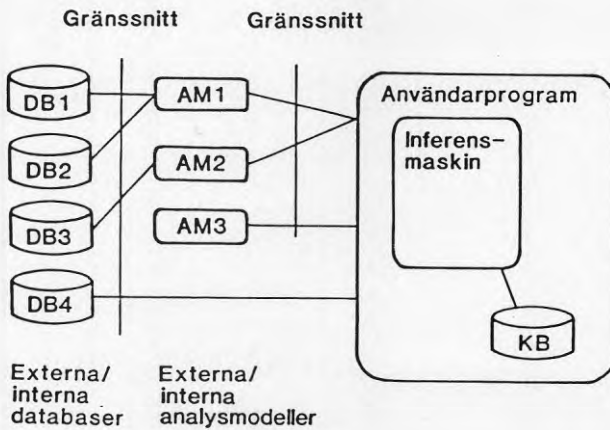 Gränssnitt
Gränssnitt
DB1
DB2
DB3
DB4
AM1
AM2
AM3
Användarprogram
Inferens-
maskin
KB
Externa/
interna
databaser
Externa/
interna
analysmodeller